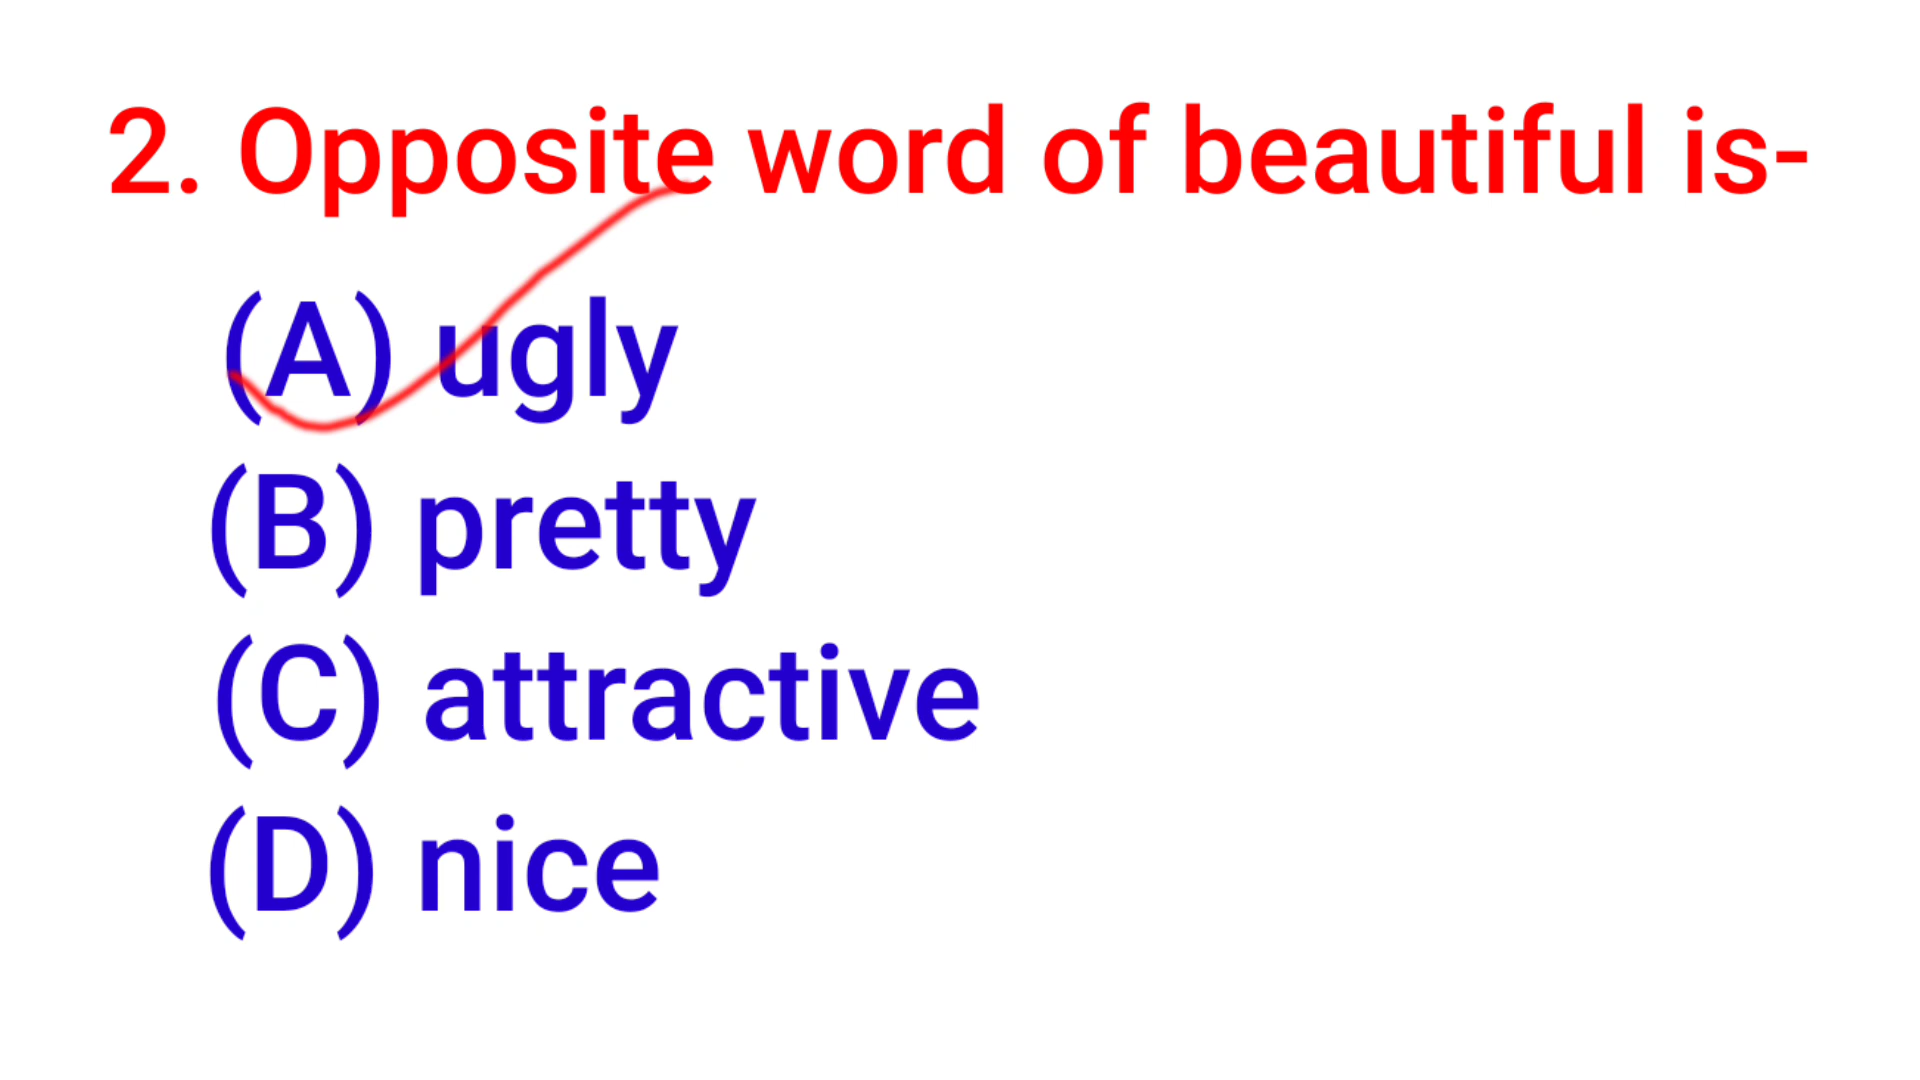 2. Opposite word of beautiful is-
(A) ugly
(B) pretty
(C) attractive
(D) nice